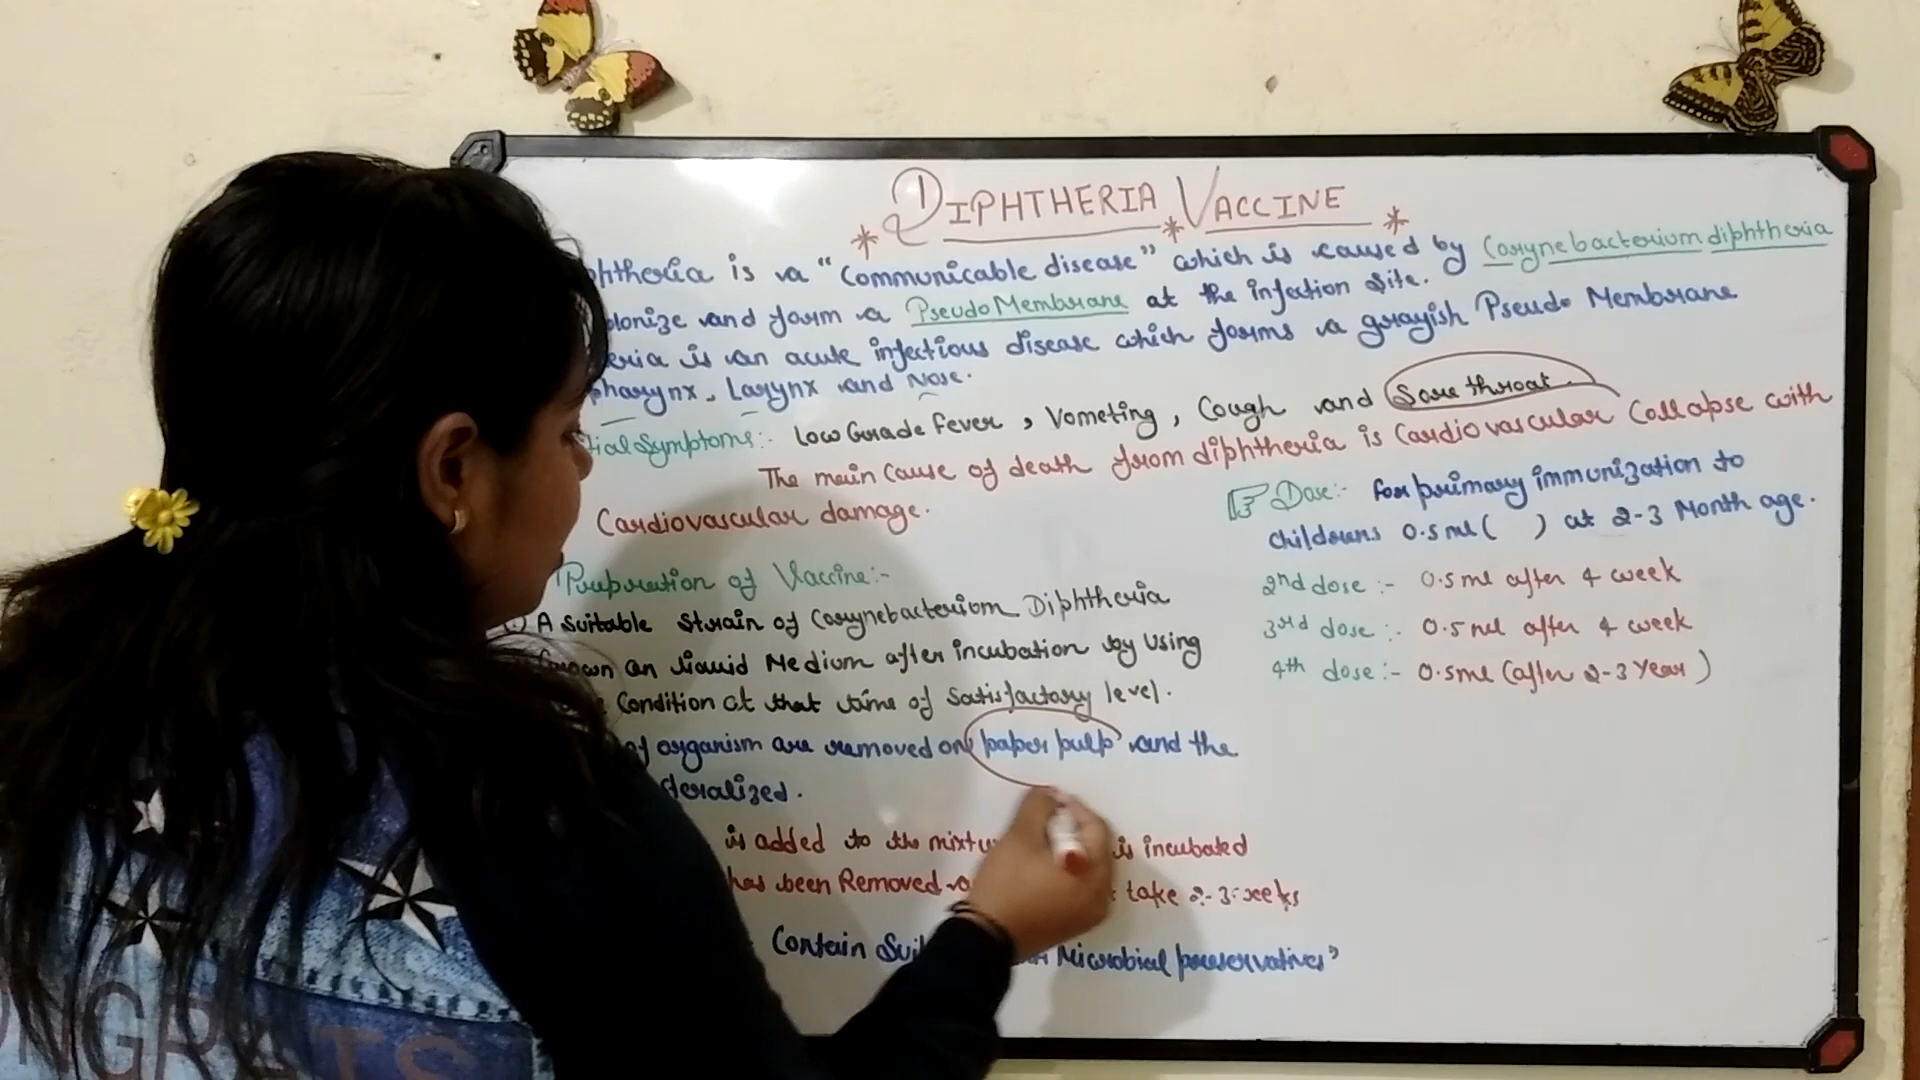 DIPHTHERIA VACCINE
phtheria is a "Communicable disease" which is caused by Corynebacterium diphtheria
olonize and form a Pseudo Membrane at the infection site.
eria is an acute infectious disease which forms a grayish Pseudo Membrane
pharynx, Larynx and Nose.
tial Symptoms:- Low Grade Fever, Vometing, Cough and Sore throat.
The main Cause of death from diphtheria is Cardiovascular Collapse with
Cardiovascular damage.
Preparation of Vaccine:-
A Suitable Strain of Corynebacterium Diphtheria
Grown on liquid Medium after incubation by Using
Condition at that time of Satisfactory level.
of organism are removed on paper pulp and the
is added to the mixtu is incubated
has been Removed take 2-3 weeks
Contain Microbial preservatives"
Dose:- For primary immunization to
childrens 0.5 ml ( ) at 2-3 Month age.
2nd dose:- 0.5 ml after 4 week
3rd dose:- 0.5 ml after 4 week
4th dose:- 0.5ml (after 2-3 Year)